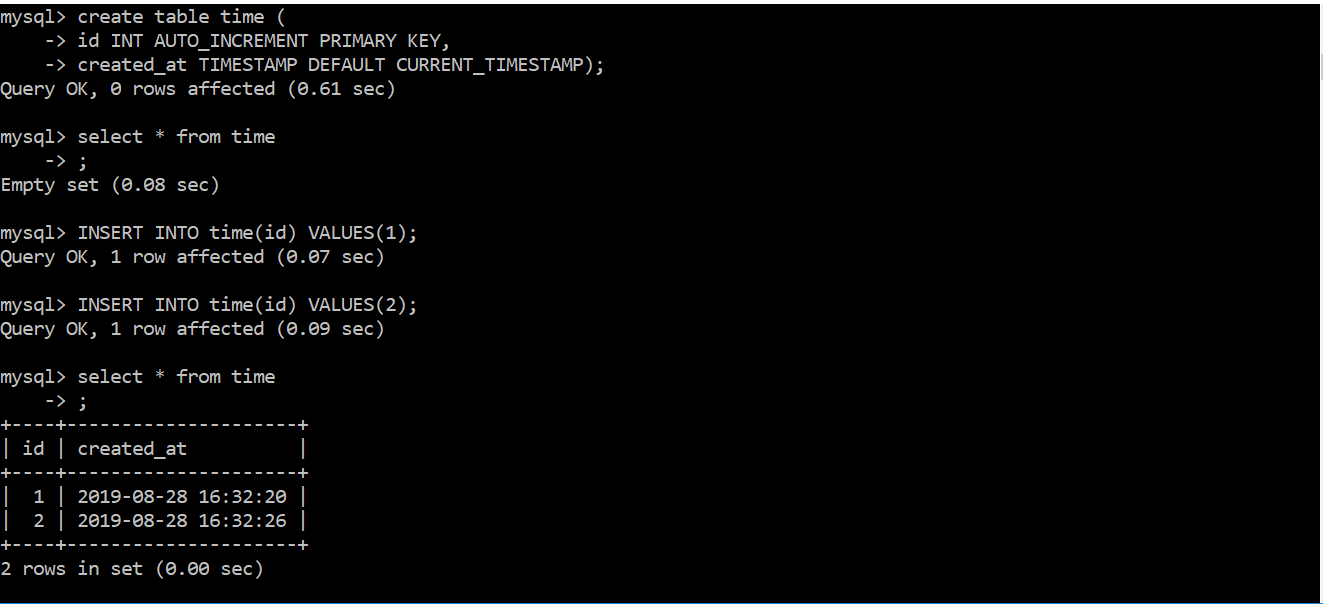 mysql> create table time (
    -> id INT AUTO_INCREMENT PRIMARY KEY,
    -> created_at TIMESTAMP DEFAULT CURRENT_TIMESTAMP);
Query OK, 0 rows affected (0.61 sec)

mysql> select * from time
    -> ;
Empty set (0.08 sec)

mysql> INSERT INTO time(id) VALUES(1);
Query OK, 1 row affected (0.07 sec)

mysql> INSERT INTO time(id) VALUES(2);
Query OK, 1 row affected (0.09 sec)

mysql> select * from time
    -> ;
+----+---------------------+
| id | created_at          |
+----+---------------------+
|  1 | 2019-08-28 16:32:20 |
|  2 | 2019-08-28 16:32:26 |
+----+---------------------+
2 rows in set (0.00 sec)